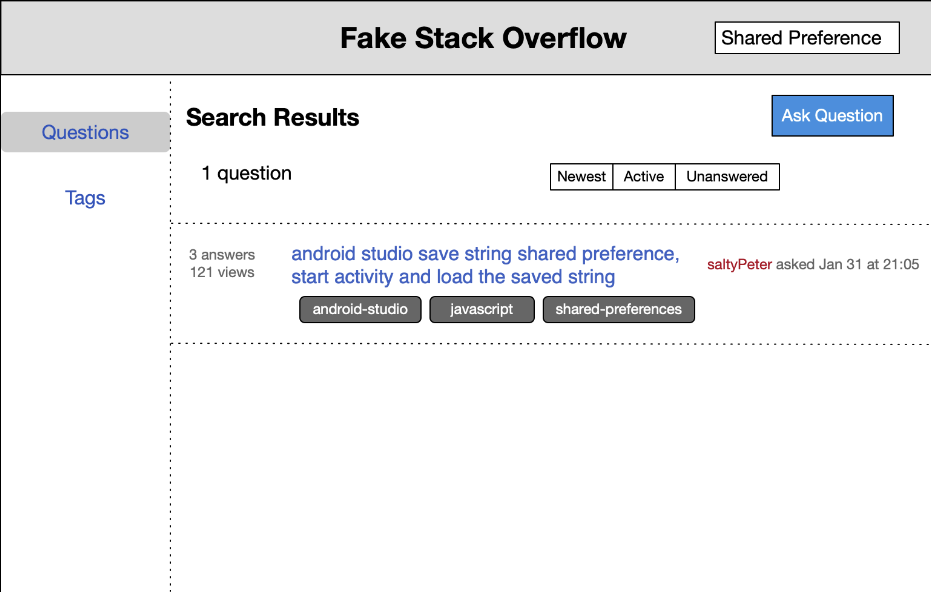 Fake Stack Overflow
Shared Preference
Questions
Tags
Search Results
Ask Question
1 question
Newest Active Unanswered
3 answers
121 views
android studio save string shared preference,
start activity and load the saved string
saltyPeter asked Jan 31 at 21:05
android-studio javascript shared-preferences